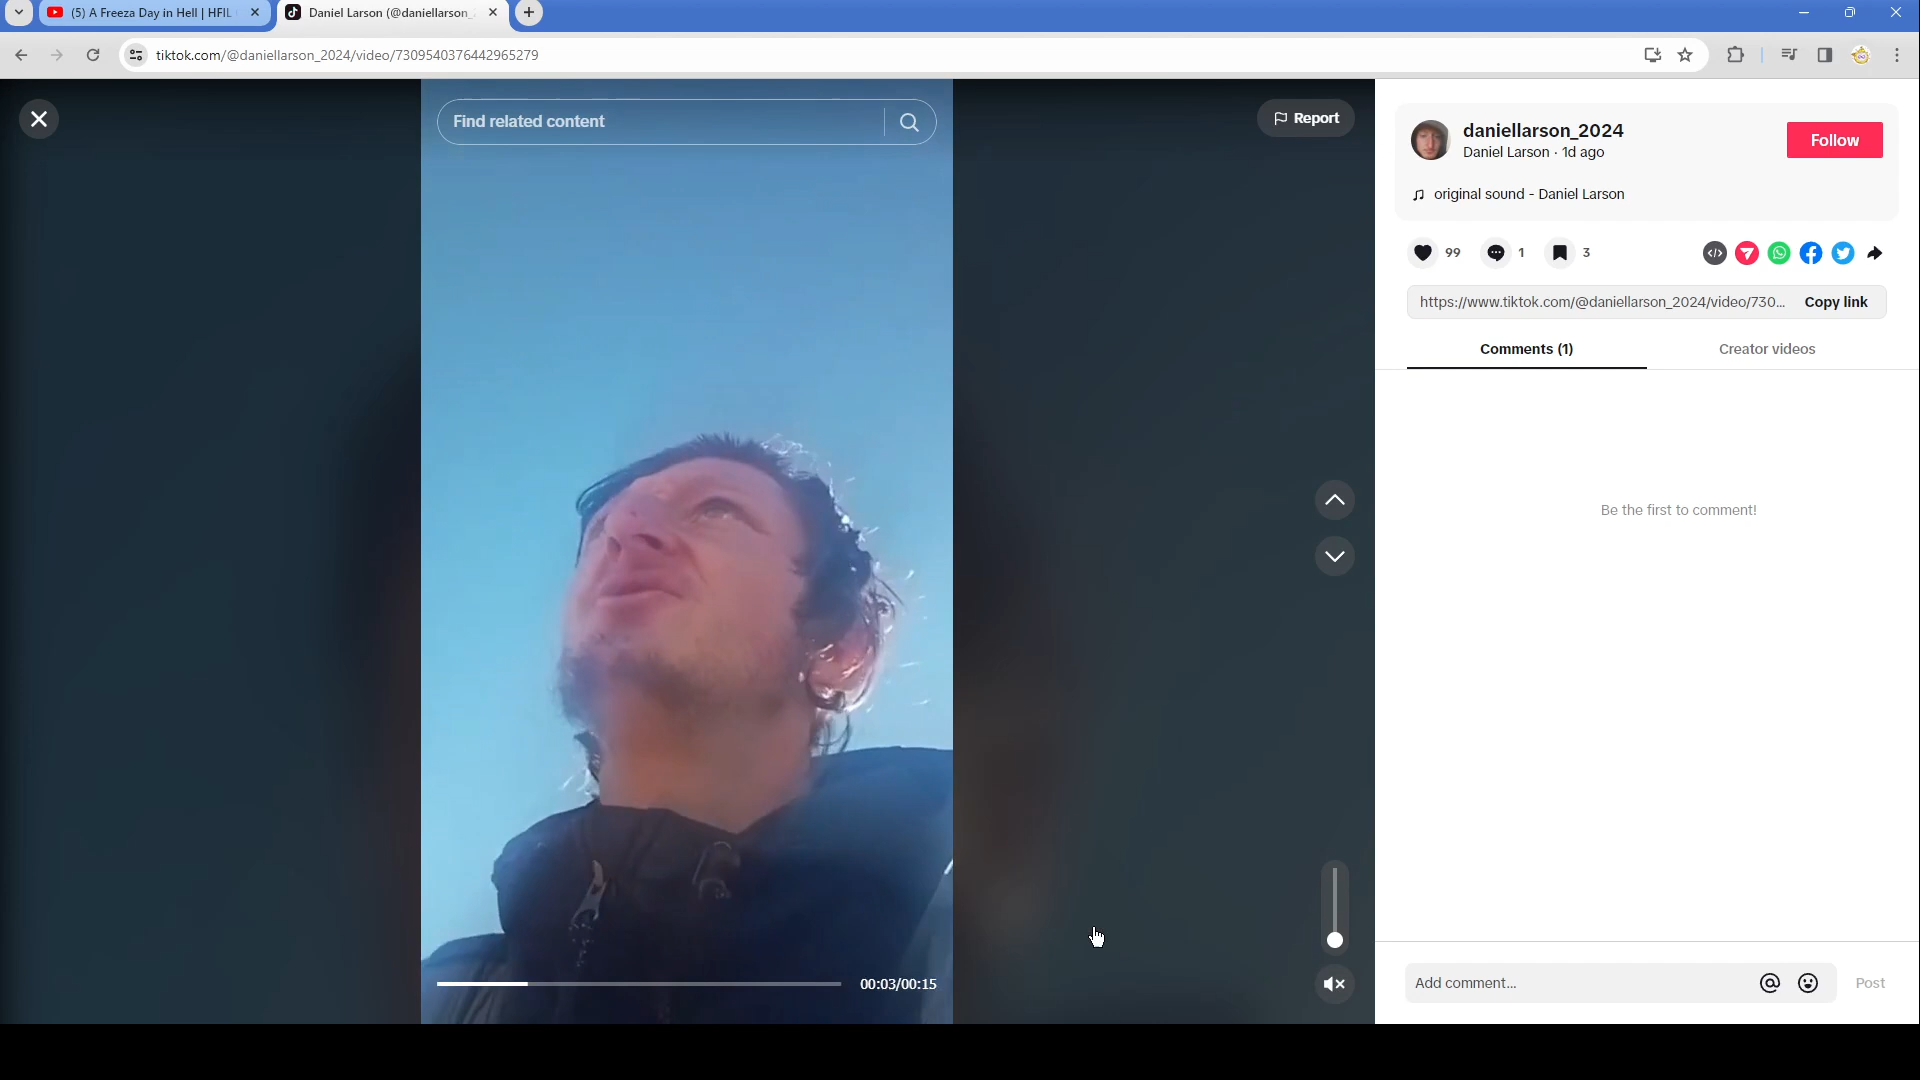 (5) A Freeza Day in Hell | HFIL
Daniel Larson (@daniellarson_
tiktok.com/@daniellarson_2024/video/7309540376442965279
Find related content
Report
daniellarson_2024
Daniel Larson · 1d ago
Follow
original sound - Daniel Larson
99
1
3
https://www.tiktok.com/@daniellarson_2024/video/730...
Copy link
Comments (1)
Creator videos
Be the first to comment!
00:03/00:15
Add comment...
Post